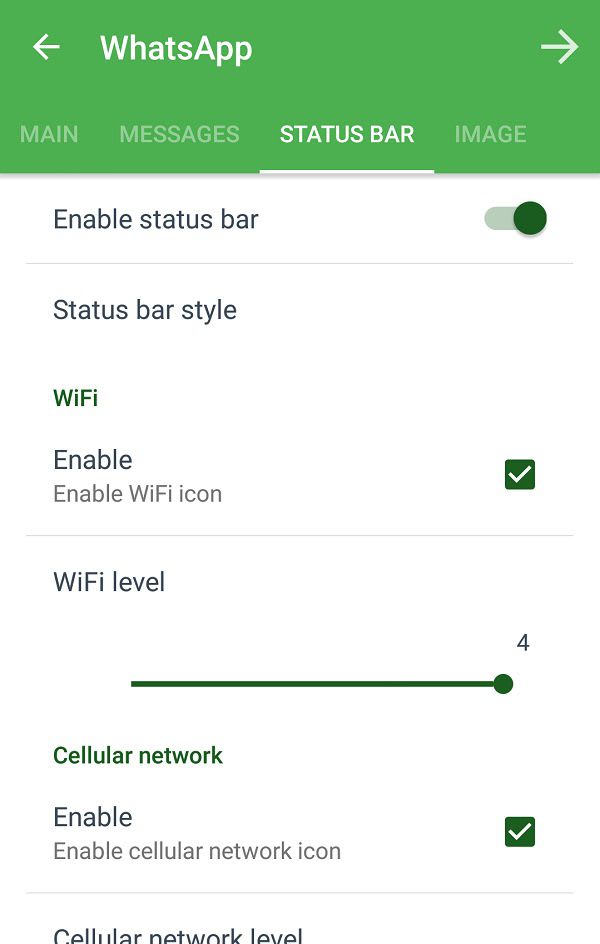 WhatsApp
MAIN MESSAGES STATUS BAR IMAGE
Enable status bar
Status bar style
WiFi
Enable
Enable WiFi icon
WiFi level
4
Cellular network
Enable
Enable cellular network icon
Cellular network level